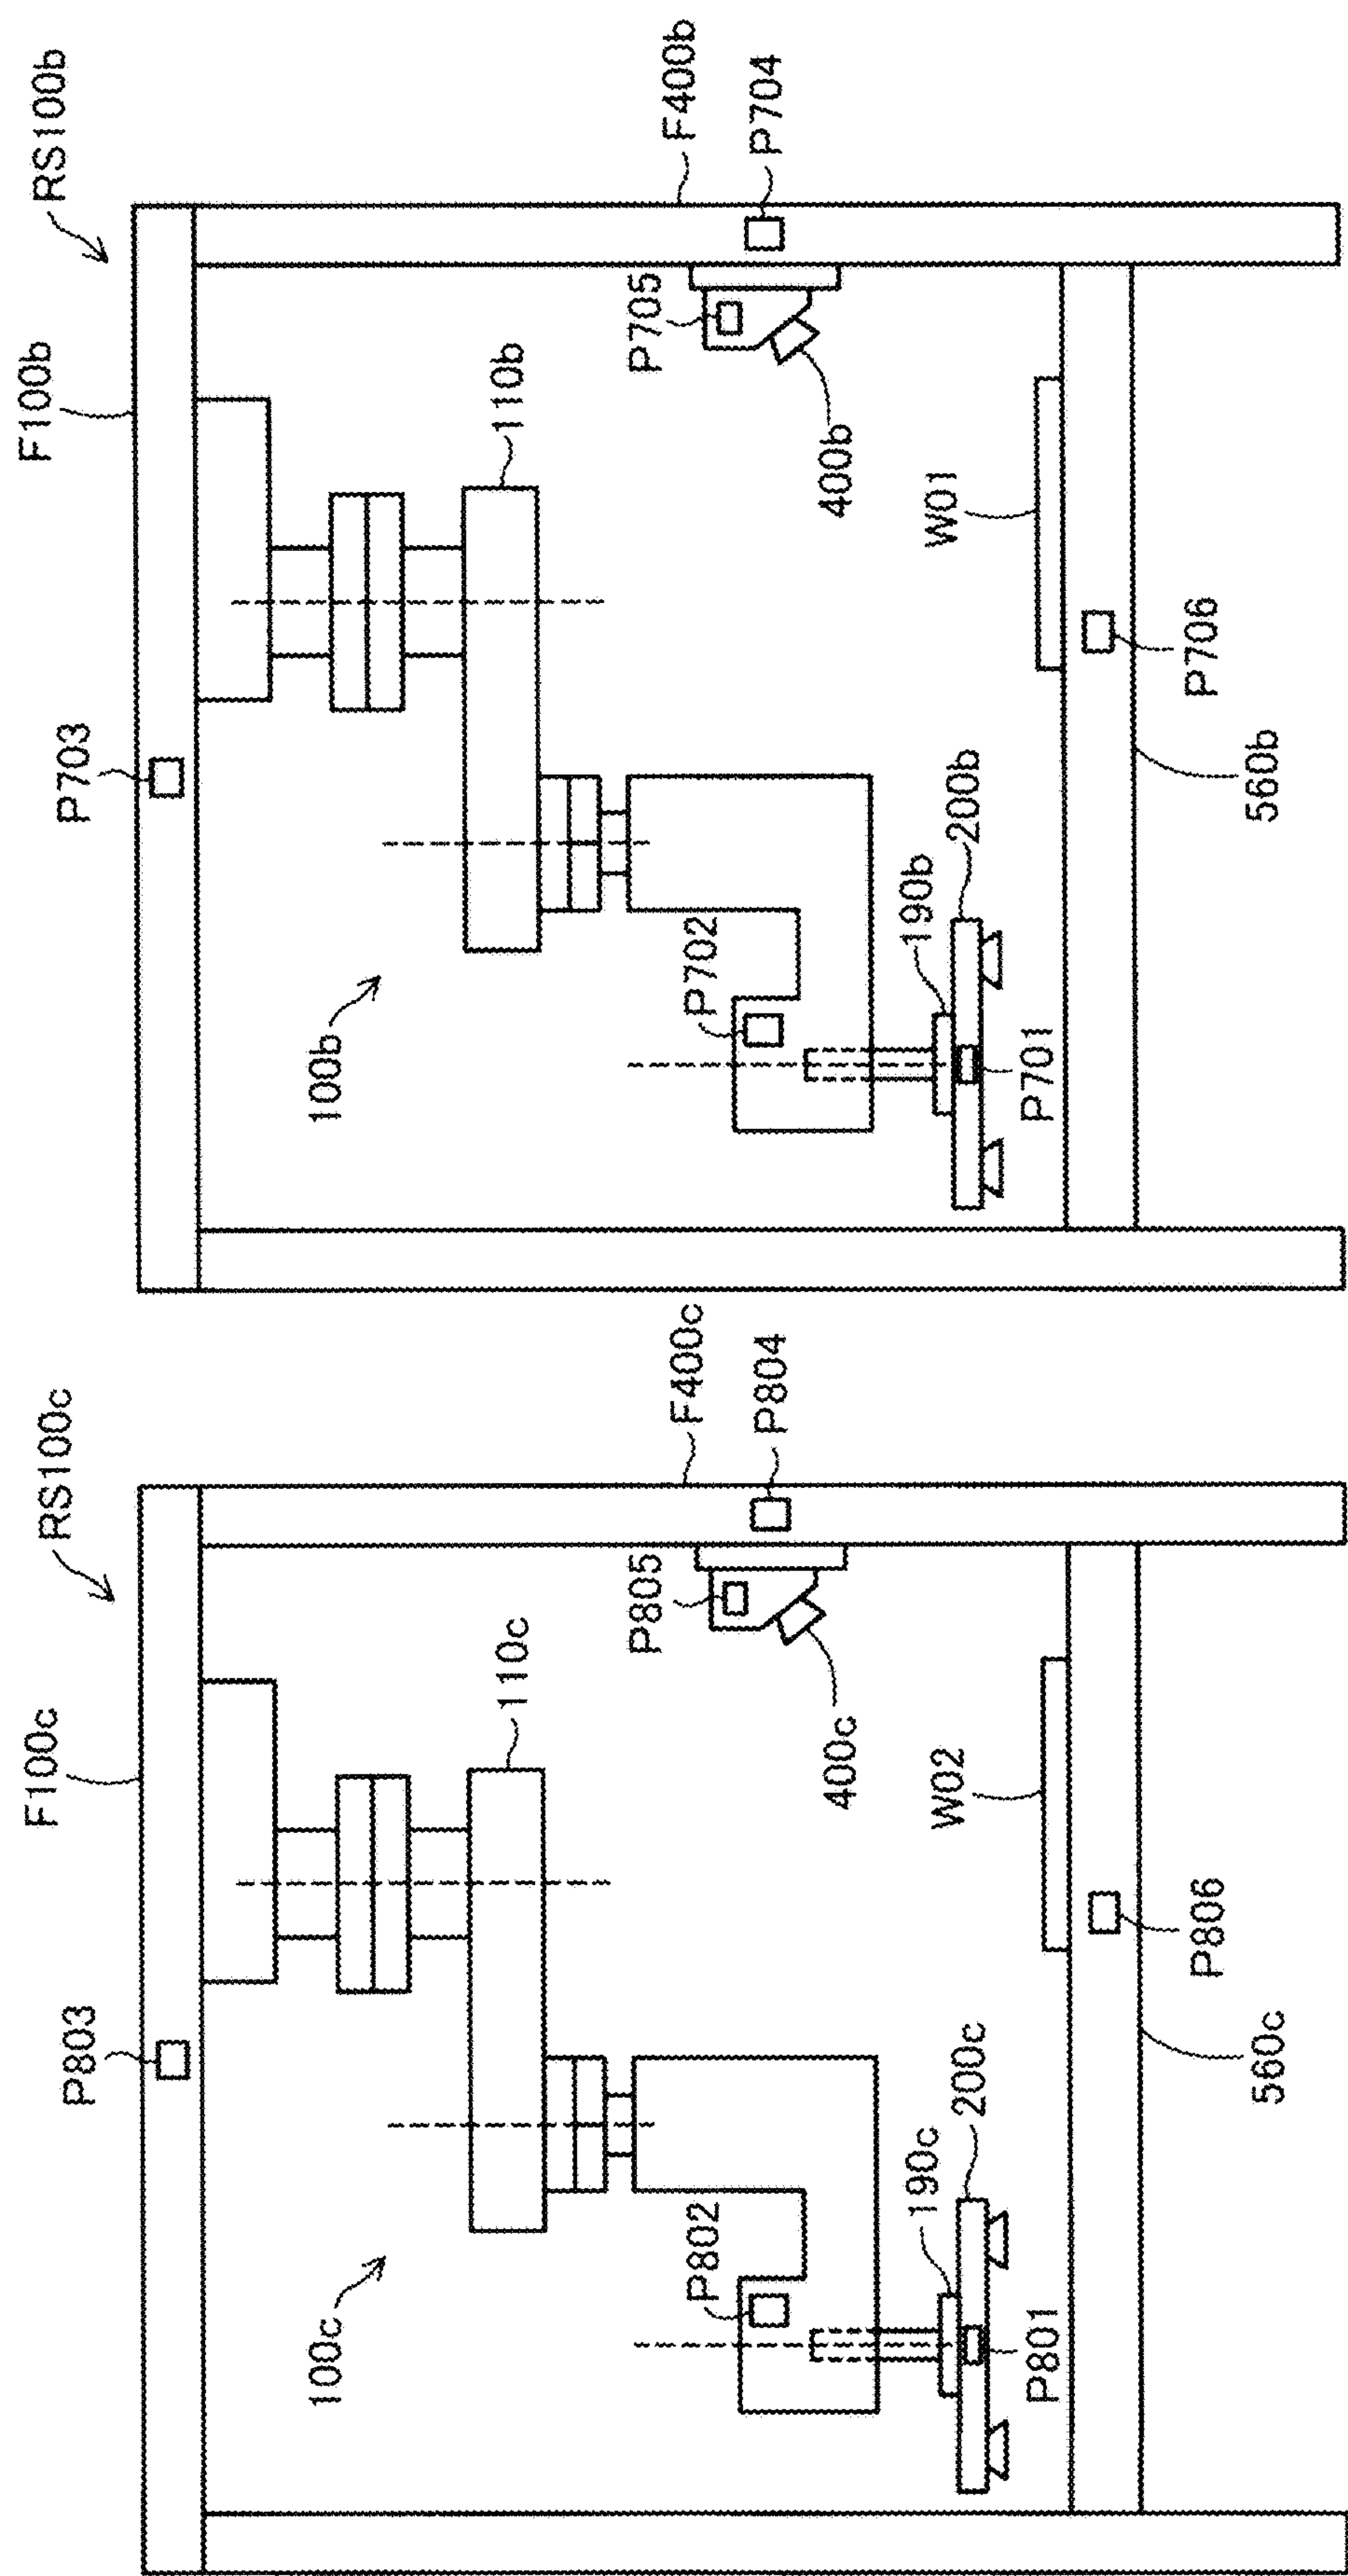 F100c
RS100c
P803
100c
110c
P805
F400c
P802
P804
400c
190c
W02
200c
P801
P806
560c
F100b
RS100b
P703
100b
110b
P705
F400b
P702
P704
400b
190b
W01
200b
P701
P706
560b